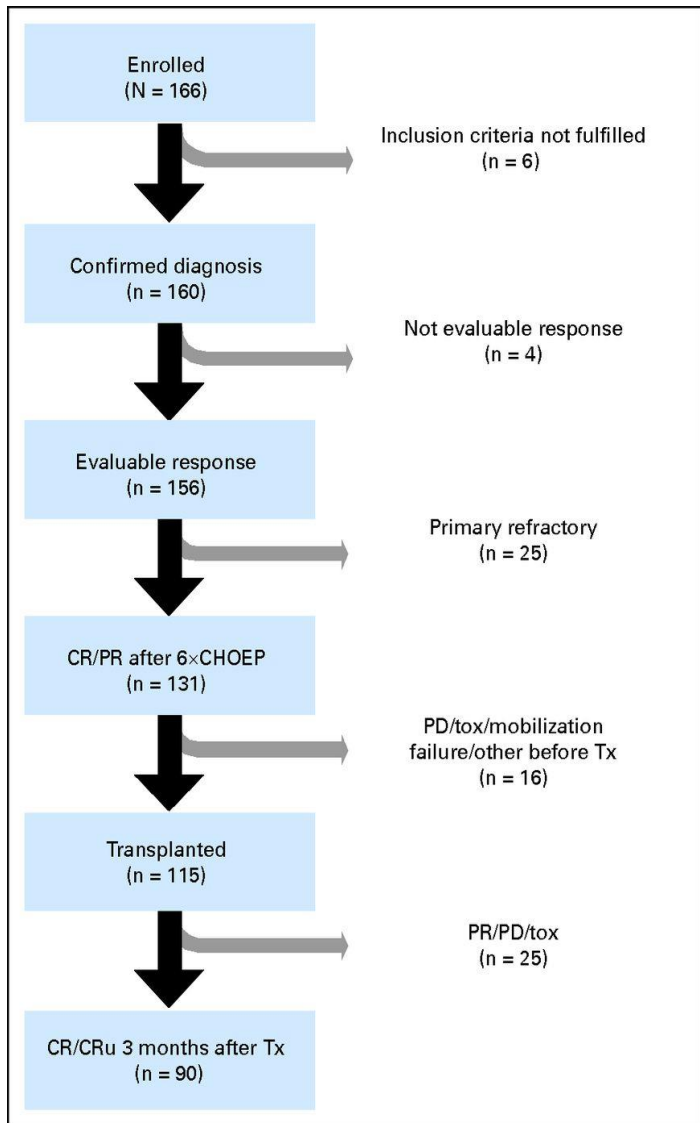 Enrolled
(N = 166)
Inclusion criteria not fulfilled
(n = 6)
Confirmed diagnosis
(n = 160)
Not evaluable response
(n = 4)
Evaluable response
(n = 156)
Primary refractory
(n = 25)
CR/PR after 6×CHOEP
(n = 131)
PD/tox/mobilization
failure/other before Tx
(n = 16)
Transplanted
(n = 115)
PR/PD/tox
(n = 25)
CR/CRu 3 months after Tx
(n = 90)